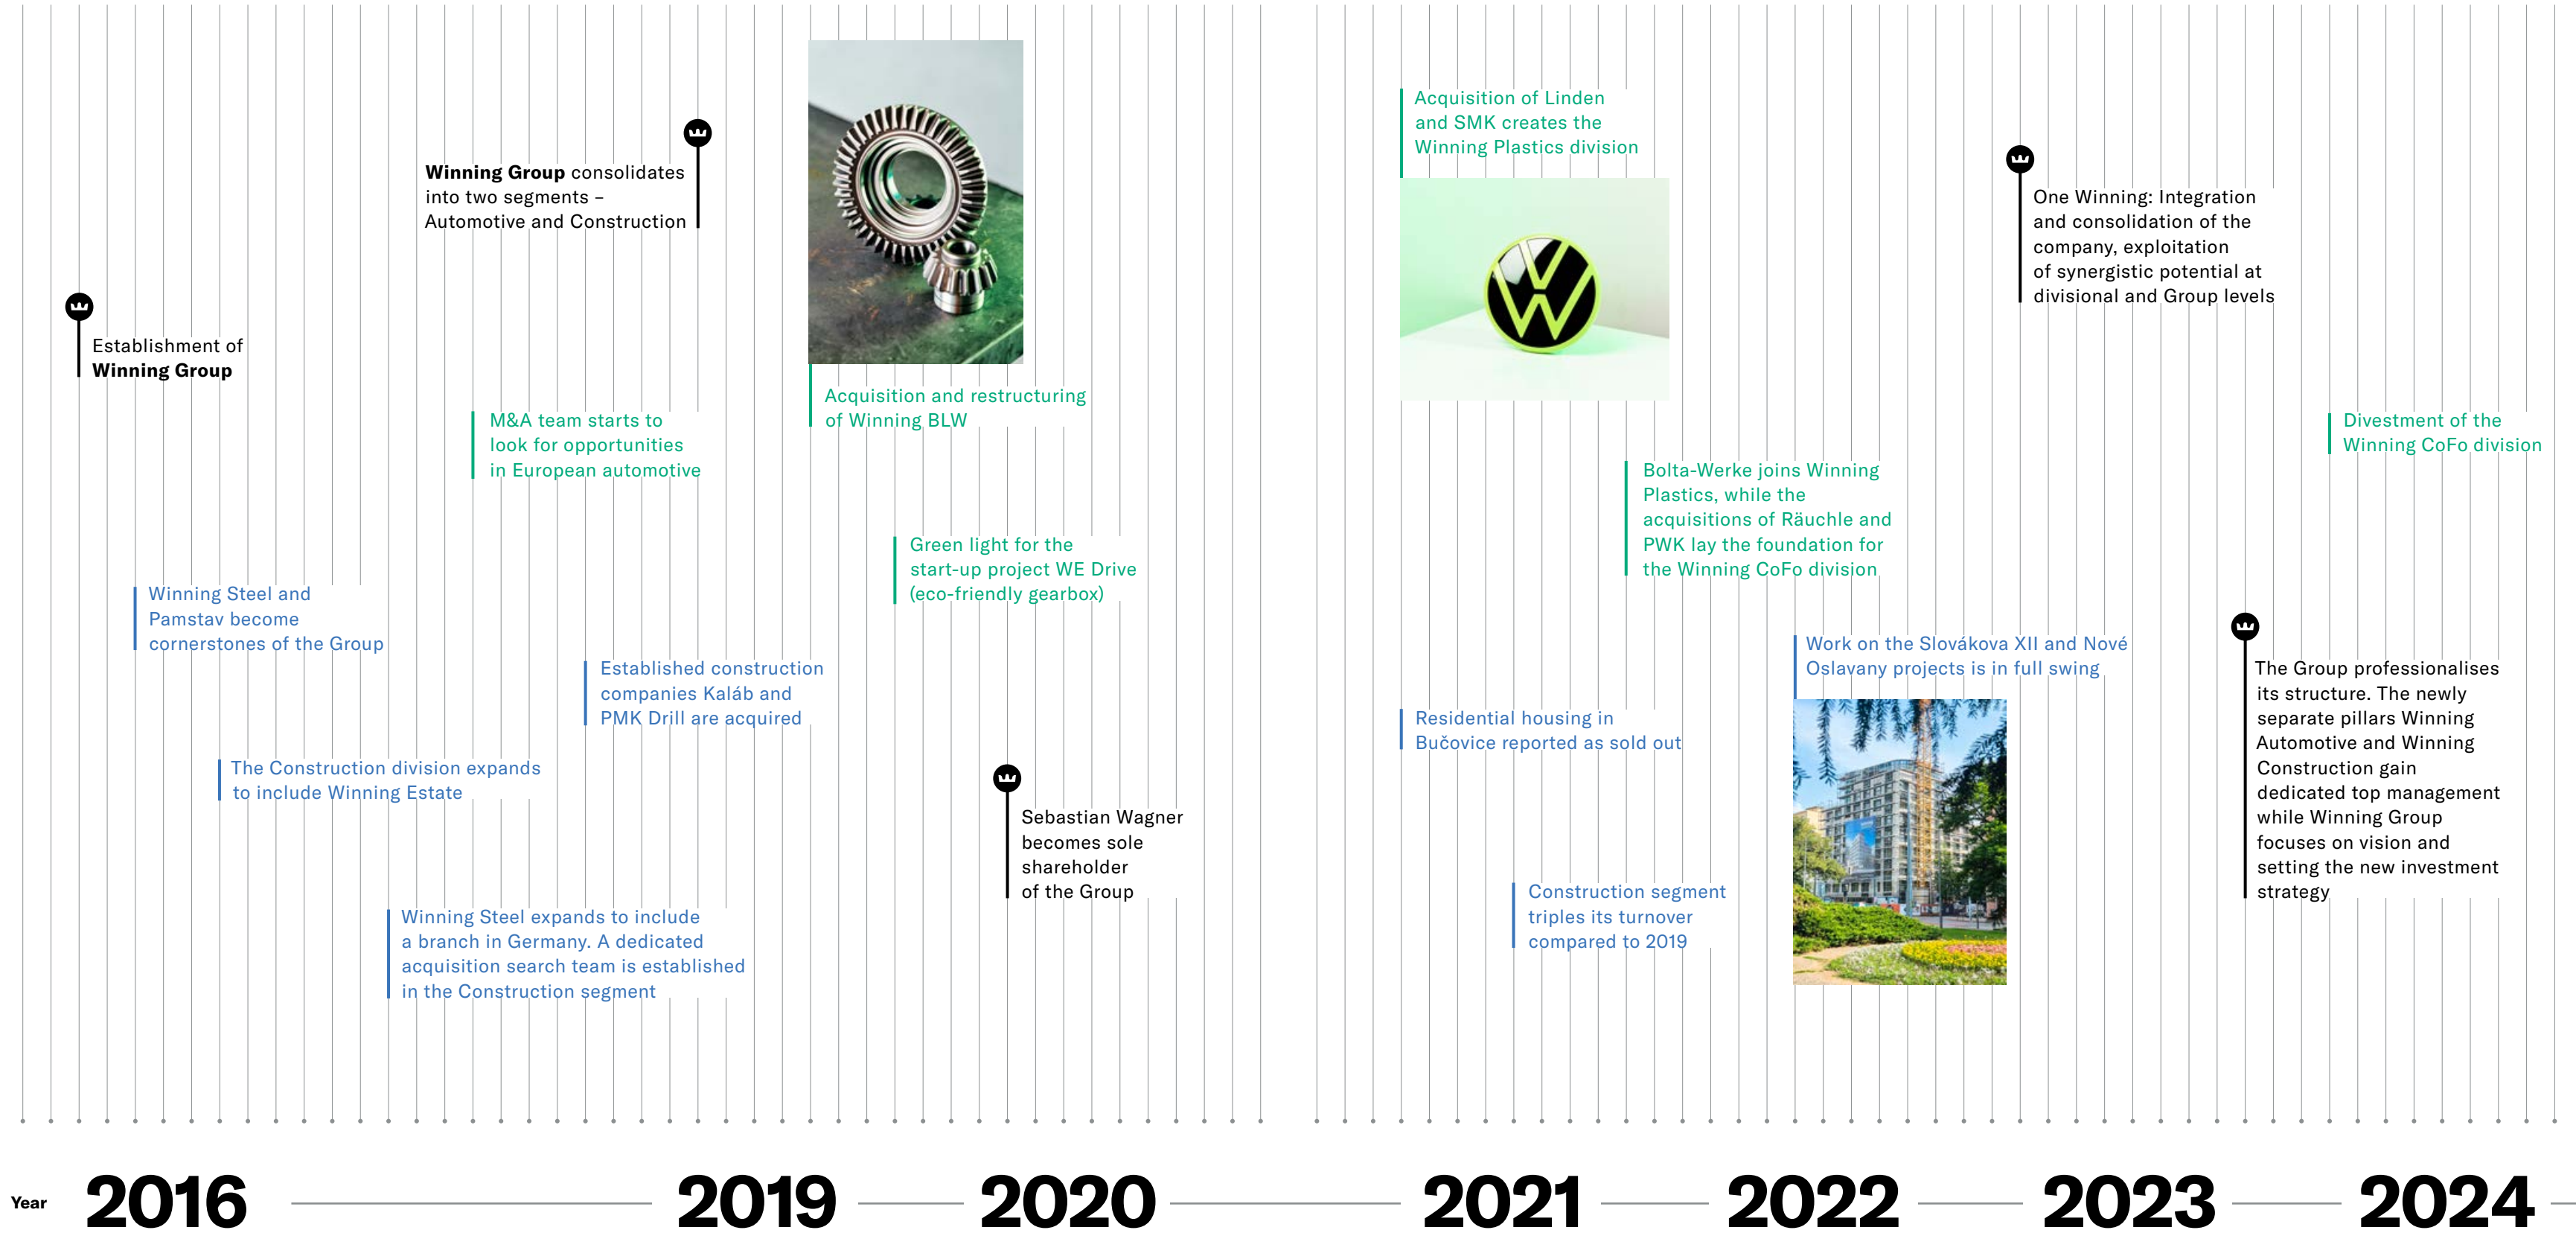 Winning Group consolidates
into two segments –
Automotive and Construction
Establishment of
Winning Group
M&A team starts to
look for opportunities
in European automotive
Winning Steel and
Pamstav become
cornerstones of the Group
Established construction
companies Kaláb and
PMK Drill are acquired
The Construction division expands
to include Winning Estate
Winning Steel expands to include
a branch in Germany. A dedicated
acquisition search team is established
in the Construction segment
Acquisition and restructuring
of Winning BLW
Green light for the
start-up project WE Drive
(eco-friendly gearbox)
Sebastian Wagner
becomes sole
shareholder
of the Group
Acquisition of Linden
and SMK creates the
Winning Plastics division
Bolta-Werke joins Winning
Plastics, while the
acquisitions of Räuchle and
PWK lay the foundation for
the Winning CoFo division
Residential housing in
Bučovice reported as sold out
Construction segment
triples its turnover
compared to 2019
Work on the Slovákova XII and Nové
Oslavany projects is in full swing
One Winning: Integration
and consolidation of the
company, exploitation
of synergistic potential at
divisional and Group levels
Divestment of the
Winning CoFo division
The Group professionalises
its structure. The newly
separate pillars Winning
Automotive and Winning
Construction gain
dedicated top management
while Winning Group
focuses on vision and
setting the new investment
strategy
Year 2016 2019 2020 2021 2022 2023 2024